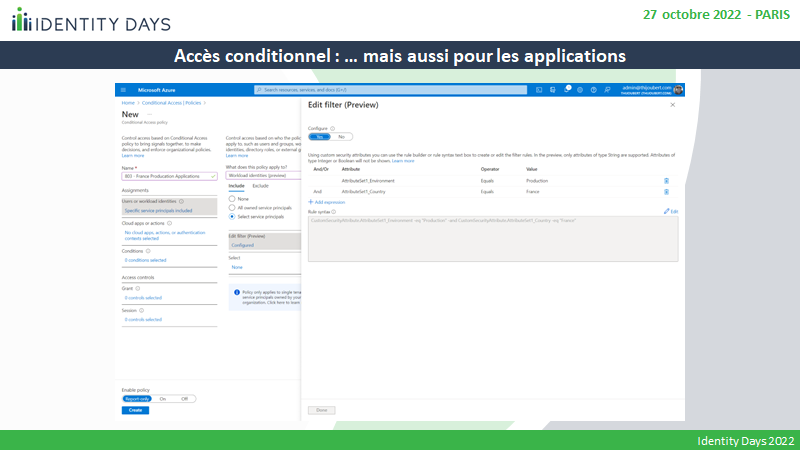 IDENTITY DAYS
27 octobre 2022 - PARIS
Accès conditionnel : ... mais aussi pour les applications
Microsoft Azure
Search resources, services, and docs (G+/)
admin@thijoubert.com
Home > Conditional Access | Policies >
New
Conditional Access policy
Control access based on Conditional Access
policy to bring signals together, to make
decisions, and enforce organizational policies.
Learn more
Name *
B03 - France Production Applications
Assignments
Users or workload identities
Specific service principals included
Cloud apps or actions
No cloud apps, actions, or authentication
contexts selected
Conditions
0 conditions selected
Access controls
Grant
0 controls selected
Session
0 controls selected
Enable policy
Report-only
On
Off
Create
Control access based on who the policy
apply to, such as users and groups, wo
identities, directory roles, or external g
Learn more
What does this policy apply to?
Workload identities (preview)
Include
Exclude
None
All owned service principals
Select service principals
Edit filter (Preview)
Configured
Select
None
Policy only applies to single tena
service principals owned by your
organization. Click here to learn
Edit filter (Preview)
Configure
Yes
No
Using custom security attributes you can use the rule builder or rule syntax text box to create or edit the filter rules. In the preview, only attributes of type String are supported. Attributes of
type Integer or Boolean will not be shown. Learn more
And/Or
Attribute
Operator
Value
AttributeSet1_Environment
Equals
Production
And
AttributeSet1_Country
Equals
France
+ Add expression
Rule syntax
Edit
CustomSecurityAttribute.AttributeSet1_Environment -eq "Production" -and CustomSecurityAttribute.AttributeSet1_Country -eq "France"
Done
Identity Days 2022